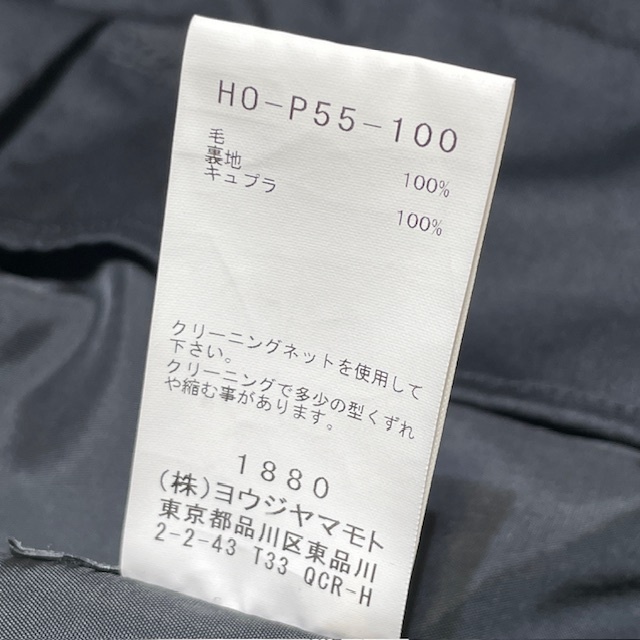 HO-P55-100
毛 100%
裏地
キュプラ 100%
クリーニングネットを使用して
下さい。
クリーニングで多少の型くずれ
や縮む事があります。
1880
(株)ヨウジヤマモト
東京都品川区東品川
2-2-43 T33 QCR-H